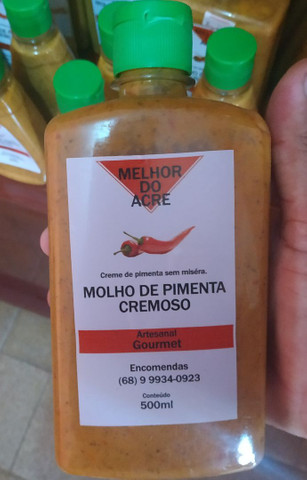 MELHOR
DO
ACRE
Creme de pimenta sem miséra.
MOLHO DE PIMENTA
CREMOSO
Artesanal
Gourmet
Encomendas
(68) 9 9934-0923
Conteúdo
500ml